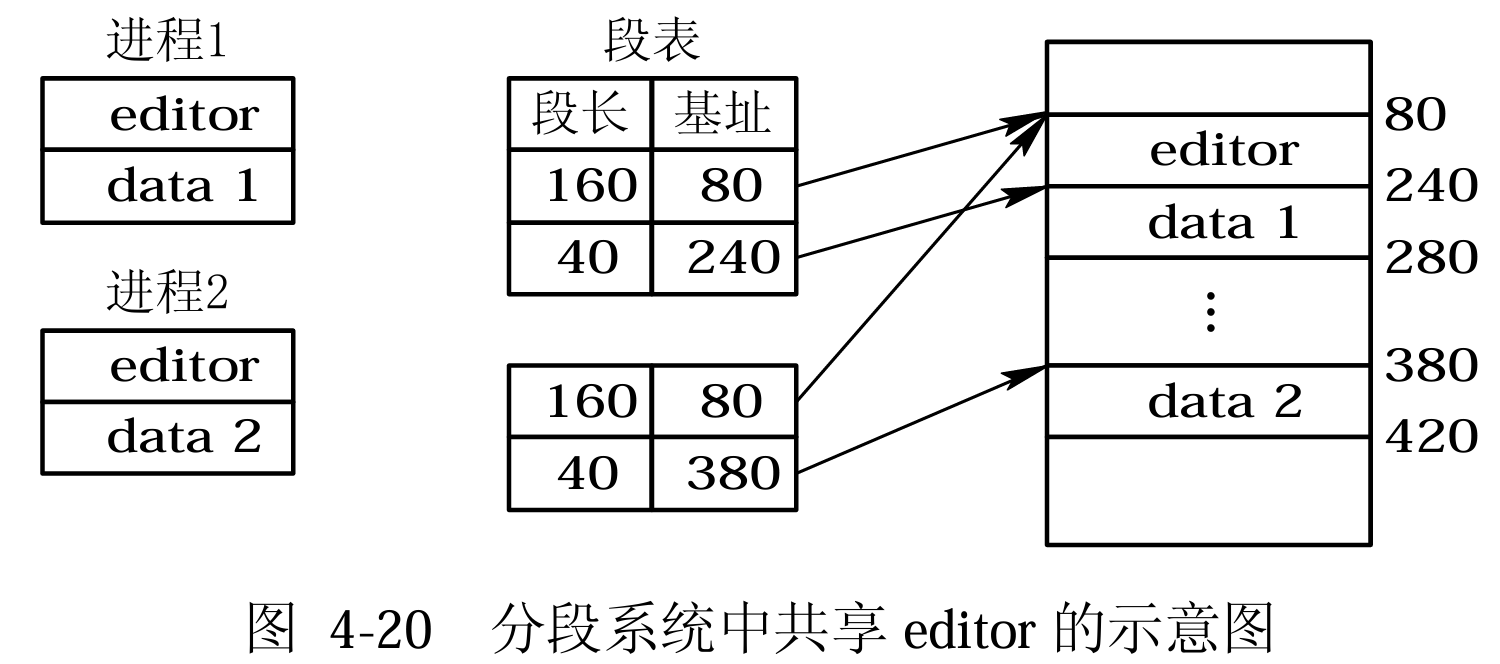 进程1
editor
data 1
进程2
editor
data 2
段表
段长 基址
160 80
40 240
160 80
40 380
80
editor
240
data 1
280
⋮
380
data 2
420
图 4-20 分段系统中共享 editor 的示意图